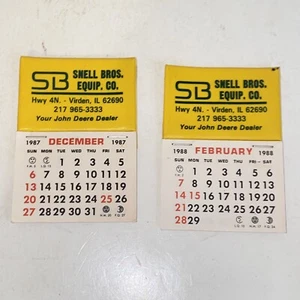 SB SNELL BROS.
EQUIP. CO.
Hwy 4N. - Virden, IL 62690
217 965-3333
Your John Deere Dealer
1987 DECEMBER 1987
SUN MON TUE WED THU FRI SAT
1 2 3 4 5
6 7 8 9 10 11 12
13 14 15 16 17 18 19
20 21 22 23 24 25 26
27 28 29 30 31
SB SNELL BROS.
EQUIP. CO.
Hwy 4N. - Virden, IL 62690
217 965-3333
Your John Deere Dealer
1988 FEBRUARY 1988
SUN MON TUE WED THU FRI SAT
1 2 3 4 5 6
7 8 9 10 11 12 13
14 15 16 17 18 19 20
21 22 23 24 25 26 27
28 29